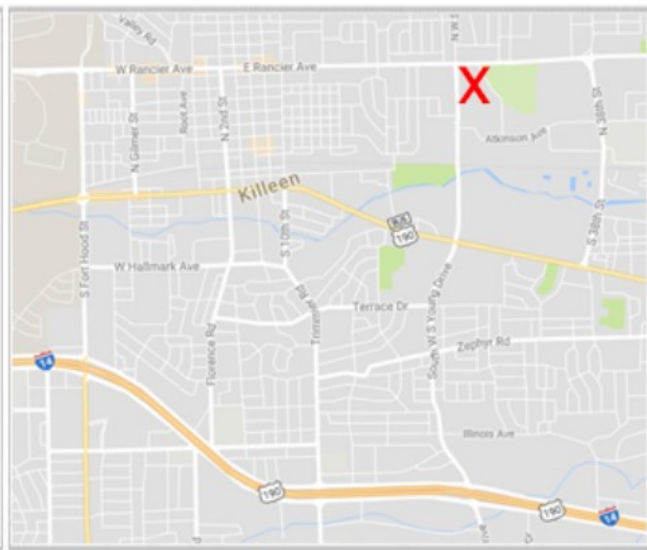 Valley Rd
N W S
W Rancier Ave
E Rancier Ave
X
N Gilmer St
Root Ave
N 2nd St
N 38th St
Atkinson Ave
Killeen
190
S Fort Hood St
S 10th St
S 38th St
W Hallmark Ave
Trimmier Rd
Terrace Dr
South W S Young Drive
Florence Rd
Zephyr Rd
14
Illinois Ave
190
190
14